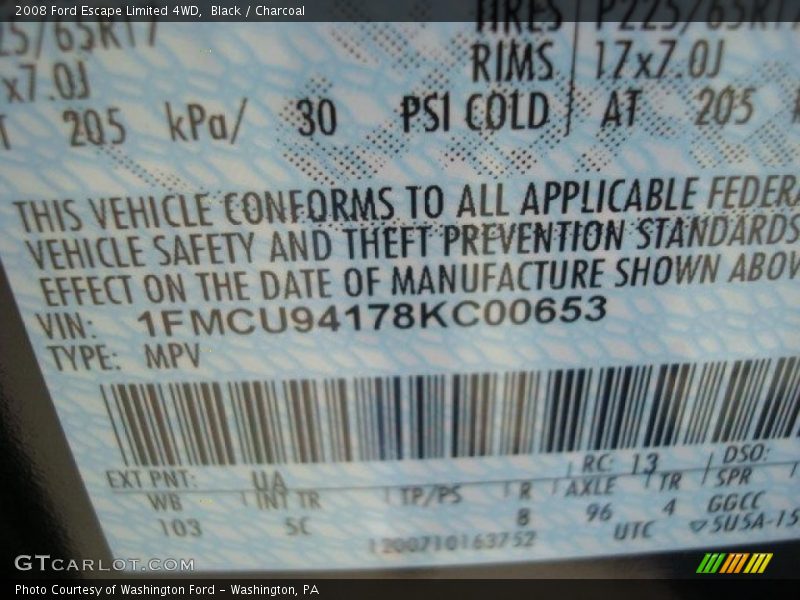 2008 Ford Escape Limited 4WD, Black / Charcoal
TIRES P225/65R17
25/65R17
RIMS 17x7.0J
x7.0J
205 kPa/ 30 PSI COLD AT 205
THIS VEHICLE CONFORMS TO ALL APPLICABLE FEDERA
VEHICLE SAFETY AND THEFT PREVENTION STANDARDS
EFFECT ON THE DATE OF MANUFACTURE SHOWN ABOV
VIN: 1FMCU94178KC00653
TYPE: MPV
EXT PNT: UA RC: 13 DSO:
WB INT TR TP/PS R AXLE TR SPR
103 5C 8 96 4 GGCC
1200710163752 UTC ▽5USA-15
GTCARLOT.COM
Photo Courtesy of Washington Ford - Washington, PA